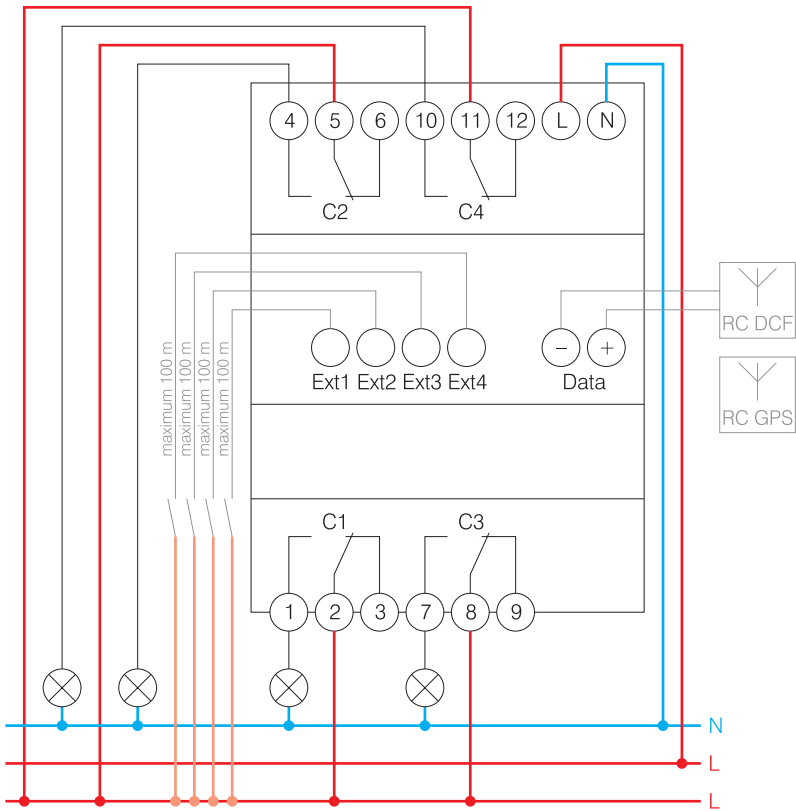 4 5 6 10 11 12 L N
C2 C4
RC DCF
maximum 100 m
maximum 100 m
maximum 100 m
maximum 100 m
Ext1 Ext2 Ext3 Ext4
− +
Data
RC GPS
C1 C3
1 2 3 7 8 9
N
L
L